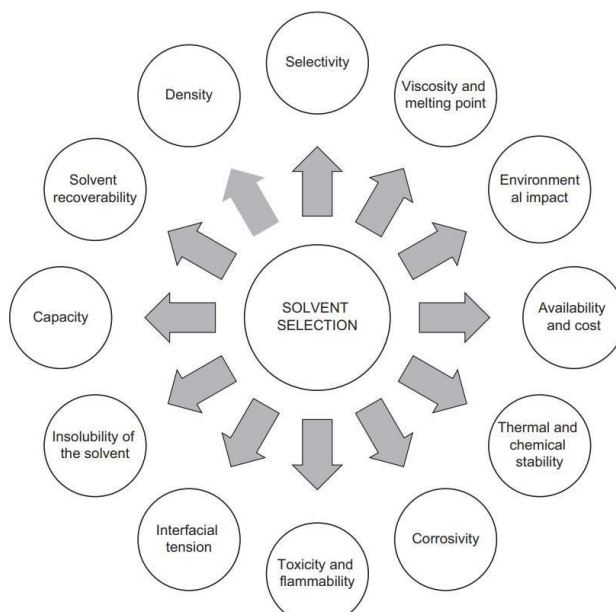 Selectivity
Viscosity and
melting point
Environment
al impact
Availability
and cost
Thermal and
chemical
stability
Corrosivity
Toxicity and
flammability
Interfacial
tension
Insolubility of
the solvent
Capacity
Solvent
recoverability
Density
SOLVENT
SELECTION